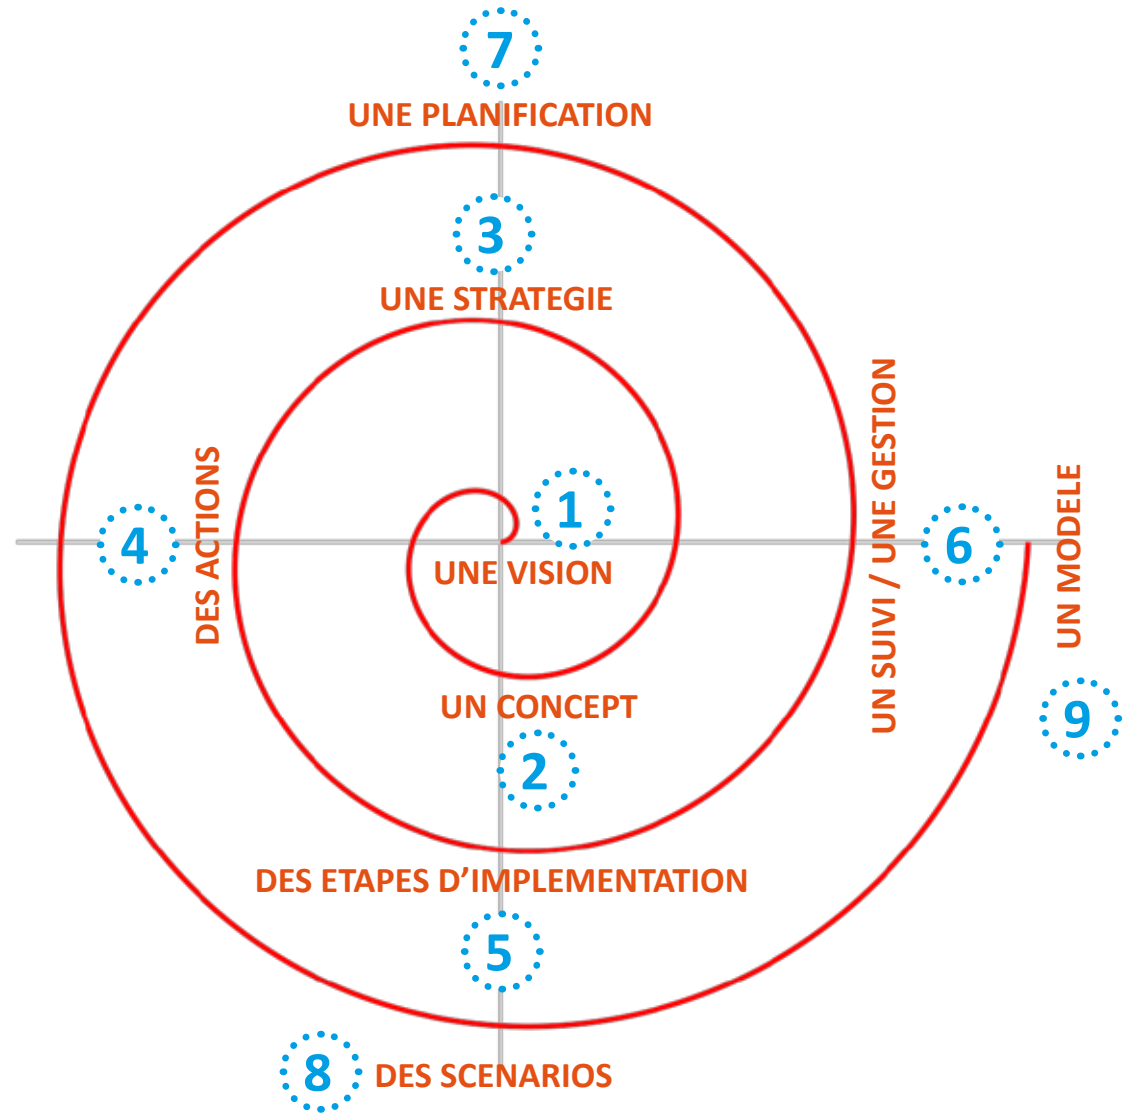 7
UNE PLANIFICATION
3
UNE STRATEGIE
1
UNE VISION
4
DES ACTIONS
UN SUIVI / UNE GESTION
6
UN MODELE
9
UN CONCEPT
2
DES ETAPES D’IMPLEMENTATION
5
8 DES SCENARIOS